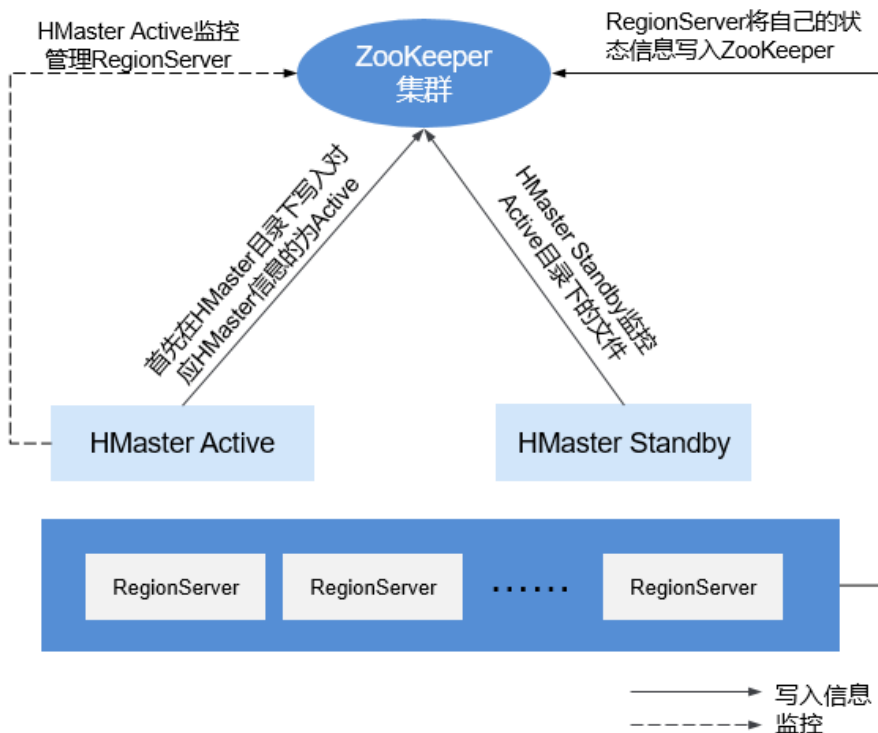 HMaster Active监控
管理RegionServer
ZooKeeper
集群
RegionServer将自己的状
态信息写入ZooKeeper
首先在HMaster目录下写入对
应HMaster信息的为Active
HMaster Standby监控
Active目录下的文件
HMaster Active
HMaster Standby
RegionServer
RegionServer
······
RegionServer
写入信息
监控